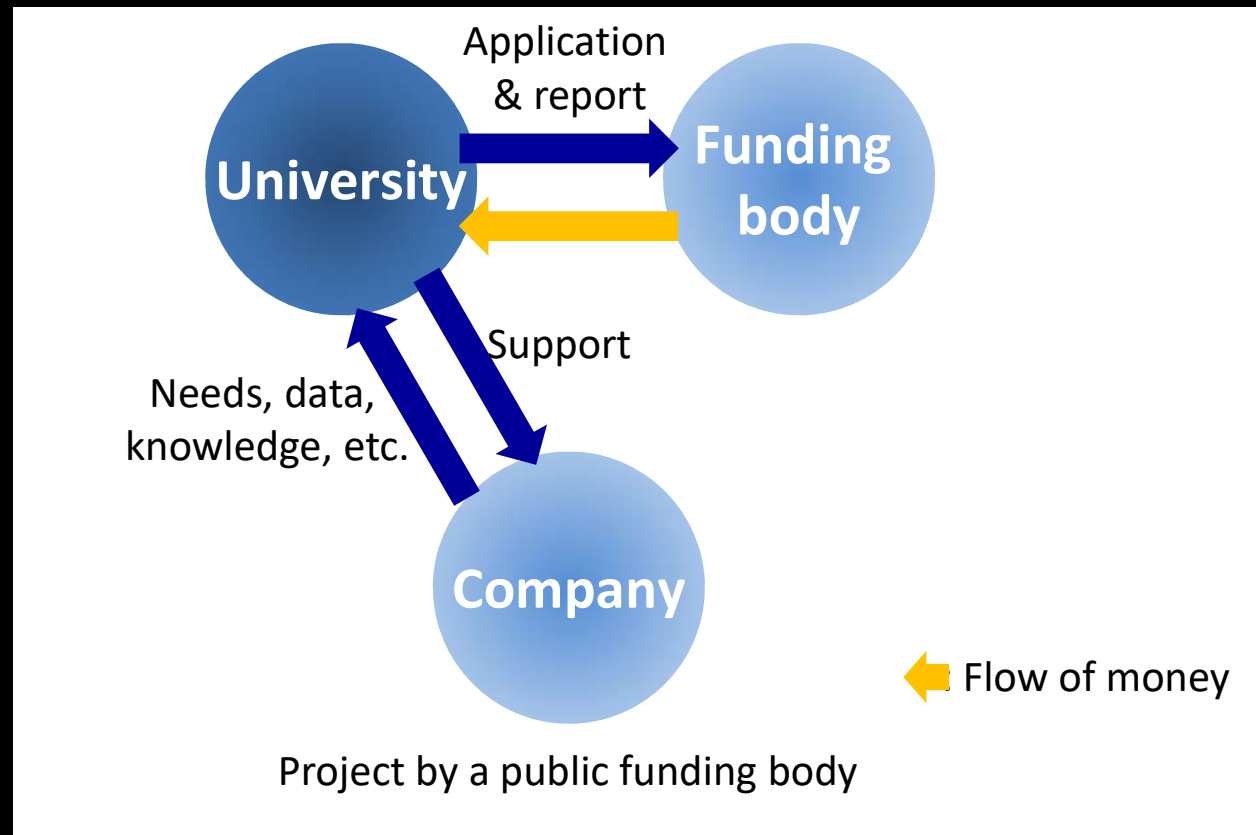 Application
& report
University
Funding
body
Support
Needs, data,
knowledge, etc.
Company
: Flow of money
Project by a public funding body